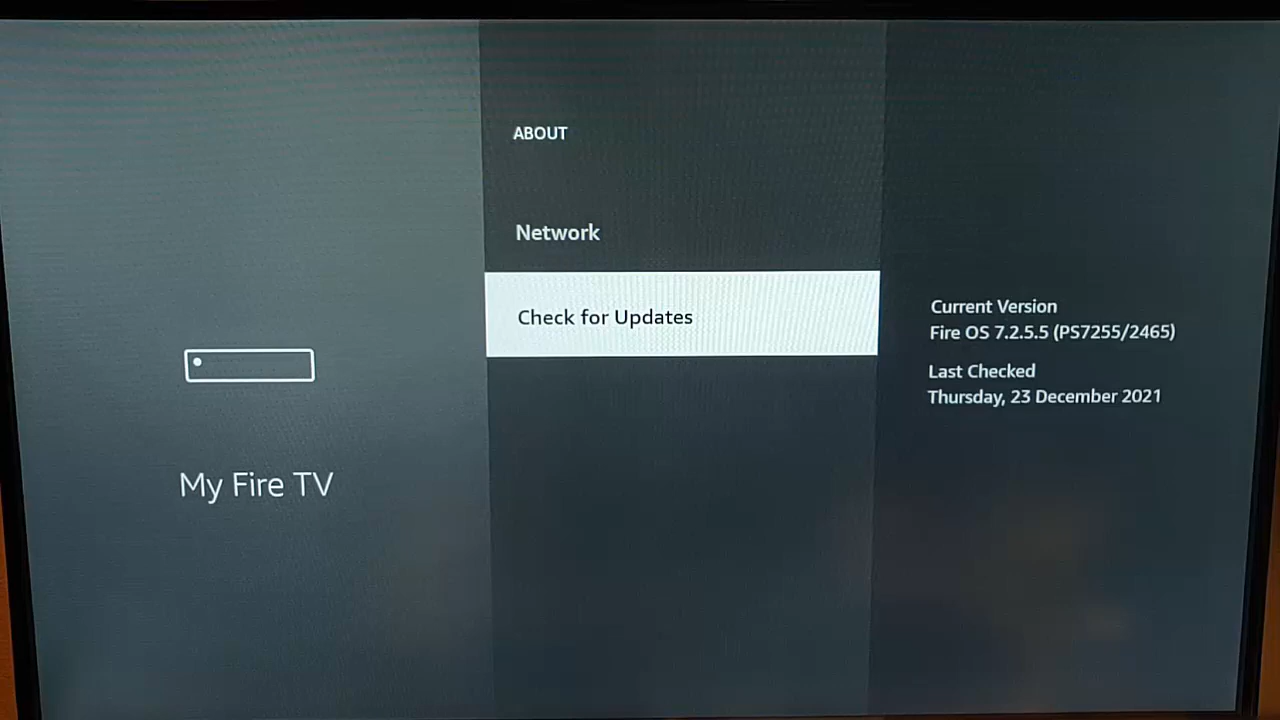 ABOUT
Network
Check for Updates
My Fire TV
Current Version
Fire OS 7.2.5.5 (PS7255/2465)
Last Checked
Thursday, 23 December 2021